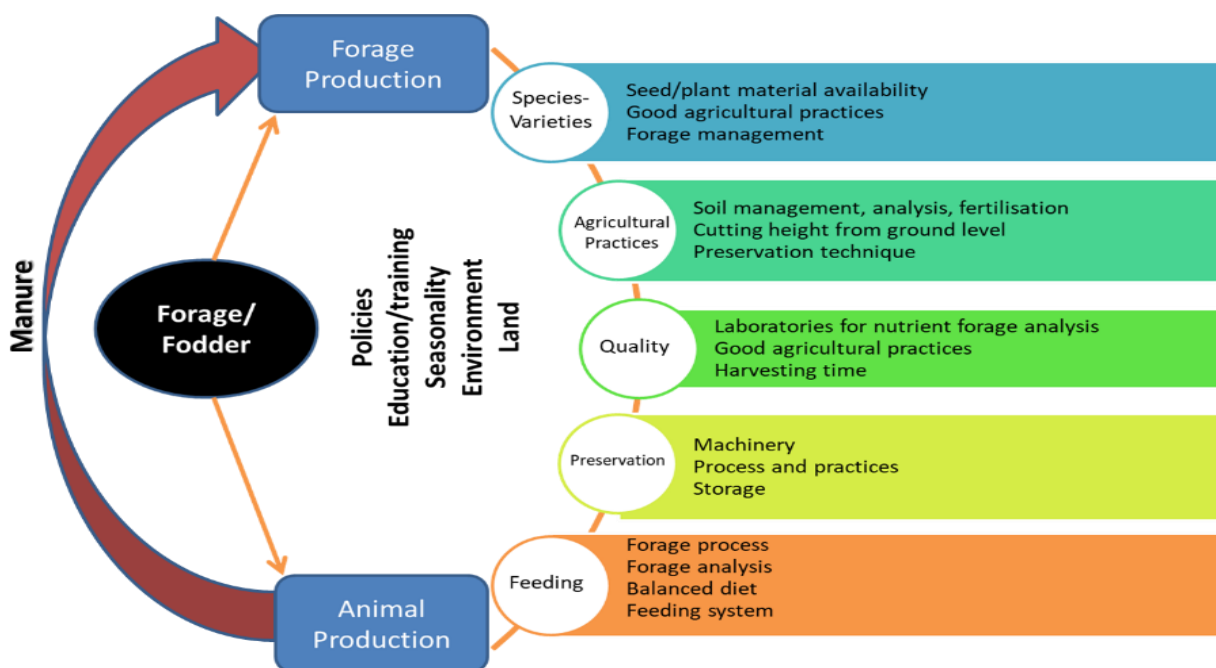 Forage
Production
Species-
Varieties
Seed/plant material availability
Good agricultural practices
Forage management
Agricultural
Practices
Soil management, analysis, fertilisation
Cutting height from ground level
Preservation technique
Manure
Forage/
Fodder
Policies
Education/training
Seasonality
Environment
Land
Quality
Laboratories for nutrient forage analysis
Good agricultural practices
Harvesting time
Preservation
Machinery
Process and practices
Storage
Feeding
Forage process
Forage analysis
Balanced diet
Feeding system
Animal
Production